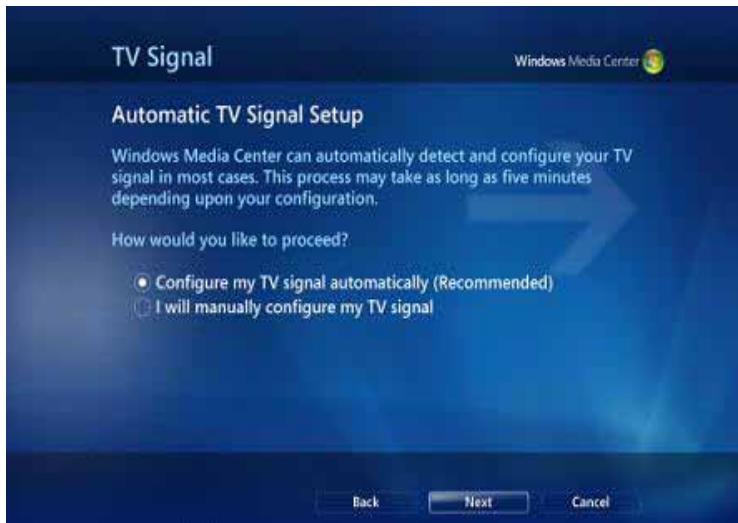 TV Signal
Windows Media Center
Automatic TV Signal Setup
Windows Media Center can automatically detect and configure your TV
signal in most cases. This process may take as long as five minutes
depending upon your configuration.
How would you like to proceed?
Configure my TV signal automatically (Recommended)
I will manually configure my TV signal
Back Next Cancel